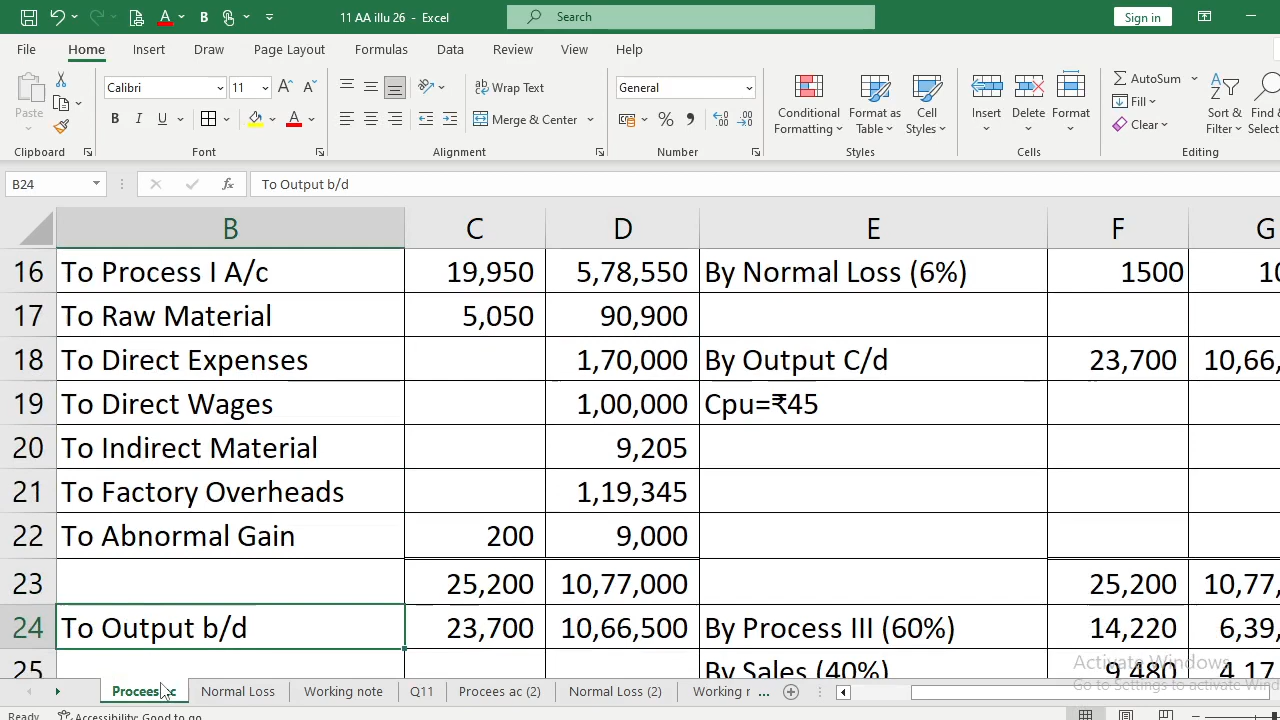 11 AA illu 26 - Excel
Search
Sign in
File Home Insert Draw Page Layout Formulas Data Review View Help
Paste
Calibri 11
Wrap Text
General
Conditional Formatting
Format as Table
Cell Styles
Insert Delete Format
AutoSum
Fill
Clear
Sort & Filter
Find &
B I U
Merge & Center
Clipboard Font Alignment Number Styles Cells Editing
B24 fx To Output b/d
B C D E F G
16 To Process I A/c 19,950 5,78,550 By Normal Loss (6%) 1500
17 To Raw Material 5,050 90,900
18 To Direct Expenses 1,70,000 By Output C/d 23,700 10,66,
19 To Direct Wages 1,00,000 Cpu=₹45
20 To Indirect Material 9,205
21 To Factory Overheads 1,19,345
22 To Abnormal Gain 200 9,000
23 25,200 10,77,000 25,200 10,77,
24 To Output b/d 23,700 10,66,500 By Process III (60%) 14,220 6,39,
25 By Sales (40%) 9,480 4,17
Activate Windows
Go to Settings to activate Wind
Normal Loss Working note Q11 Procees ac (2) Normal Loss (2) Working r ...
Ready Accessibility: Good to go